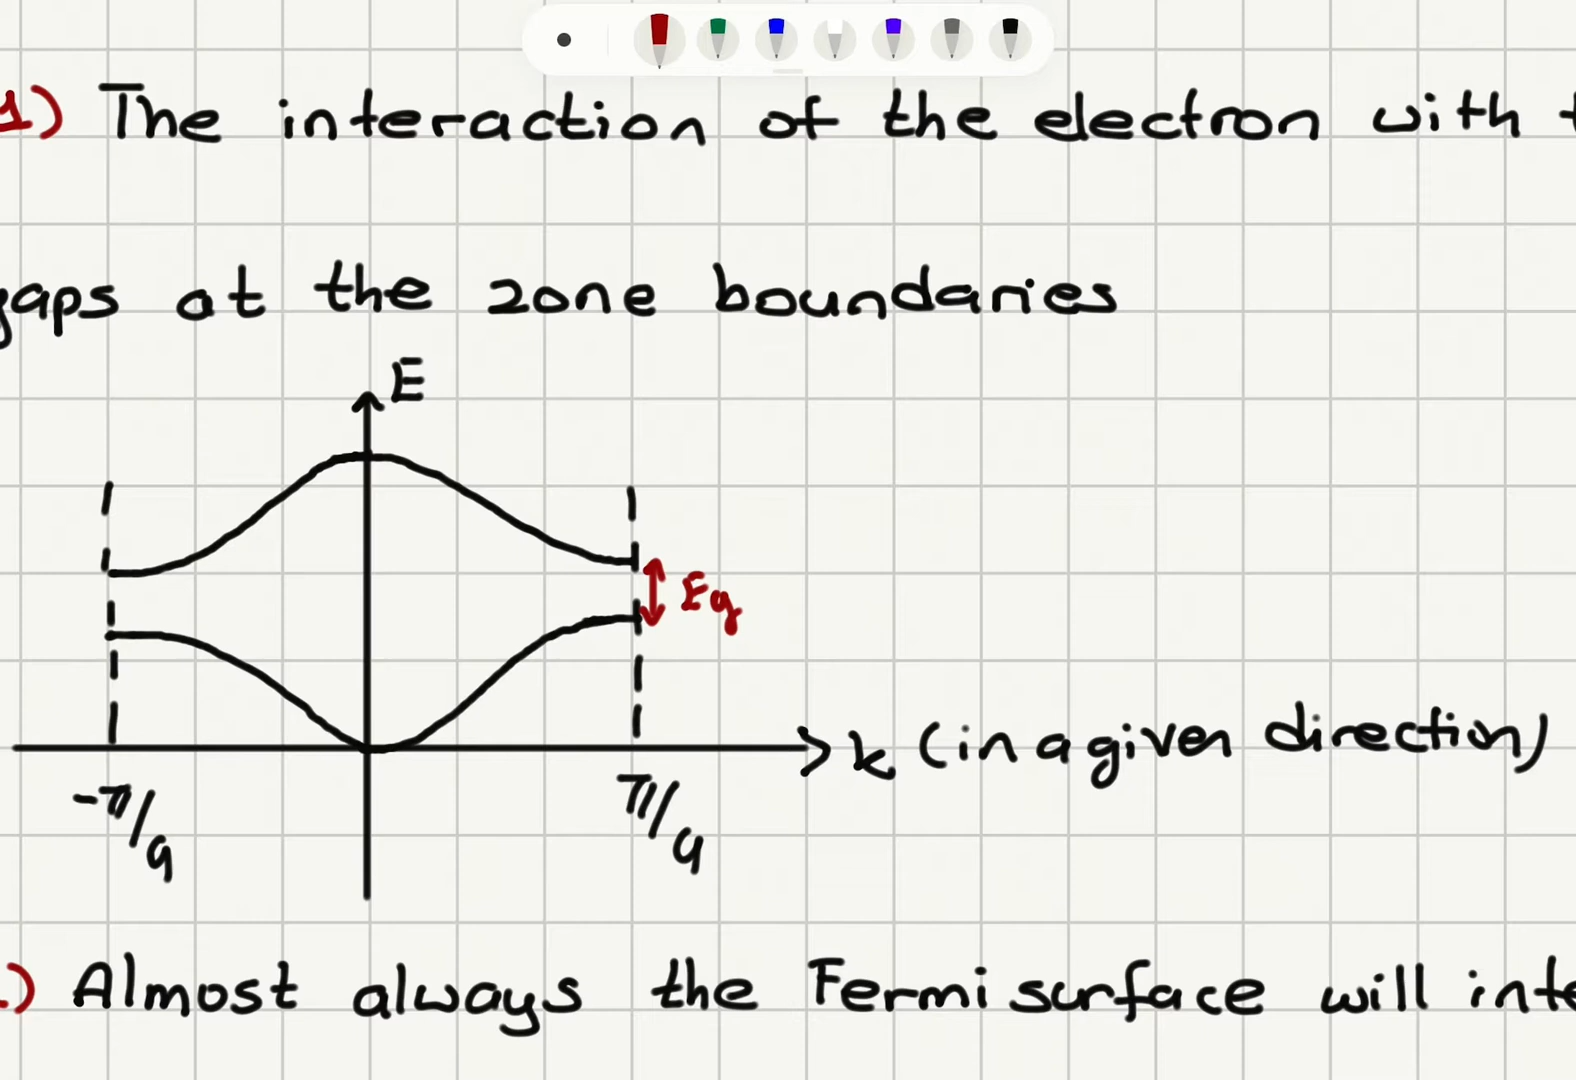 1) The interaction of the electron with
gaps at the zone boundaries
E
Eg
k (in a given direction)
-π/a
π/a
.) Almost always the Fermi surface will inte